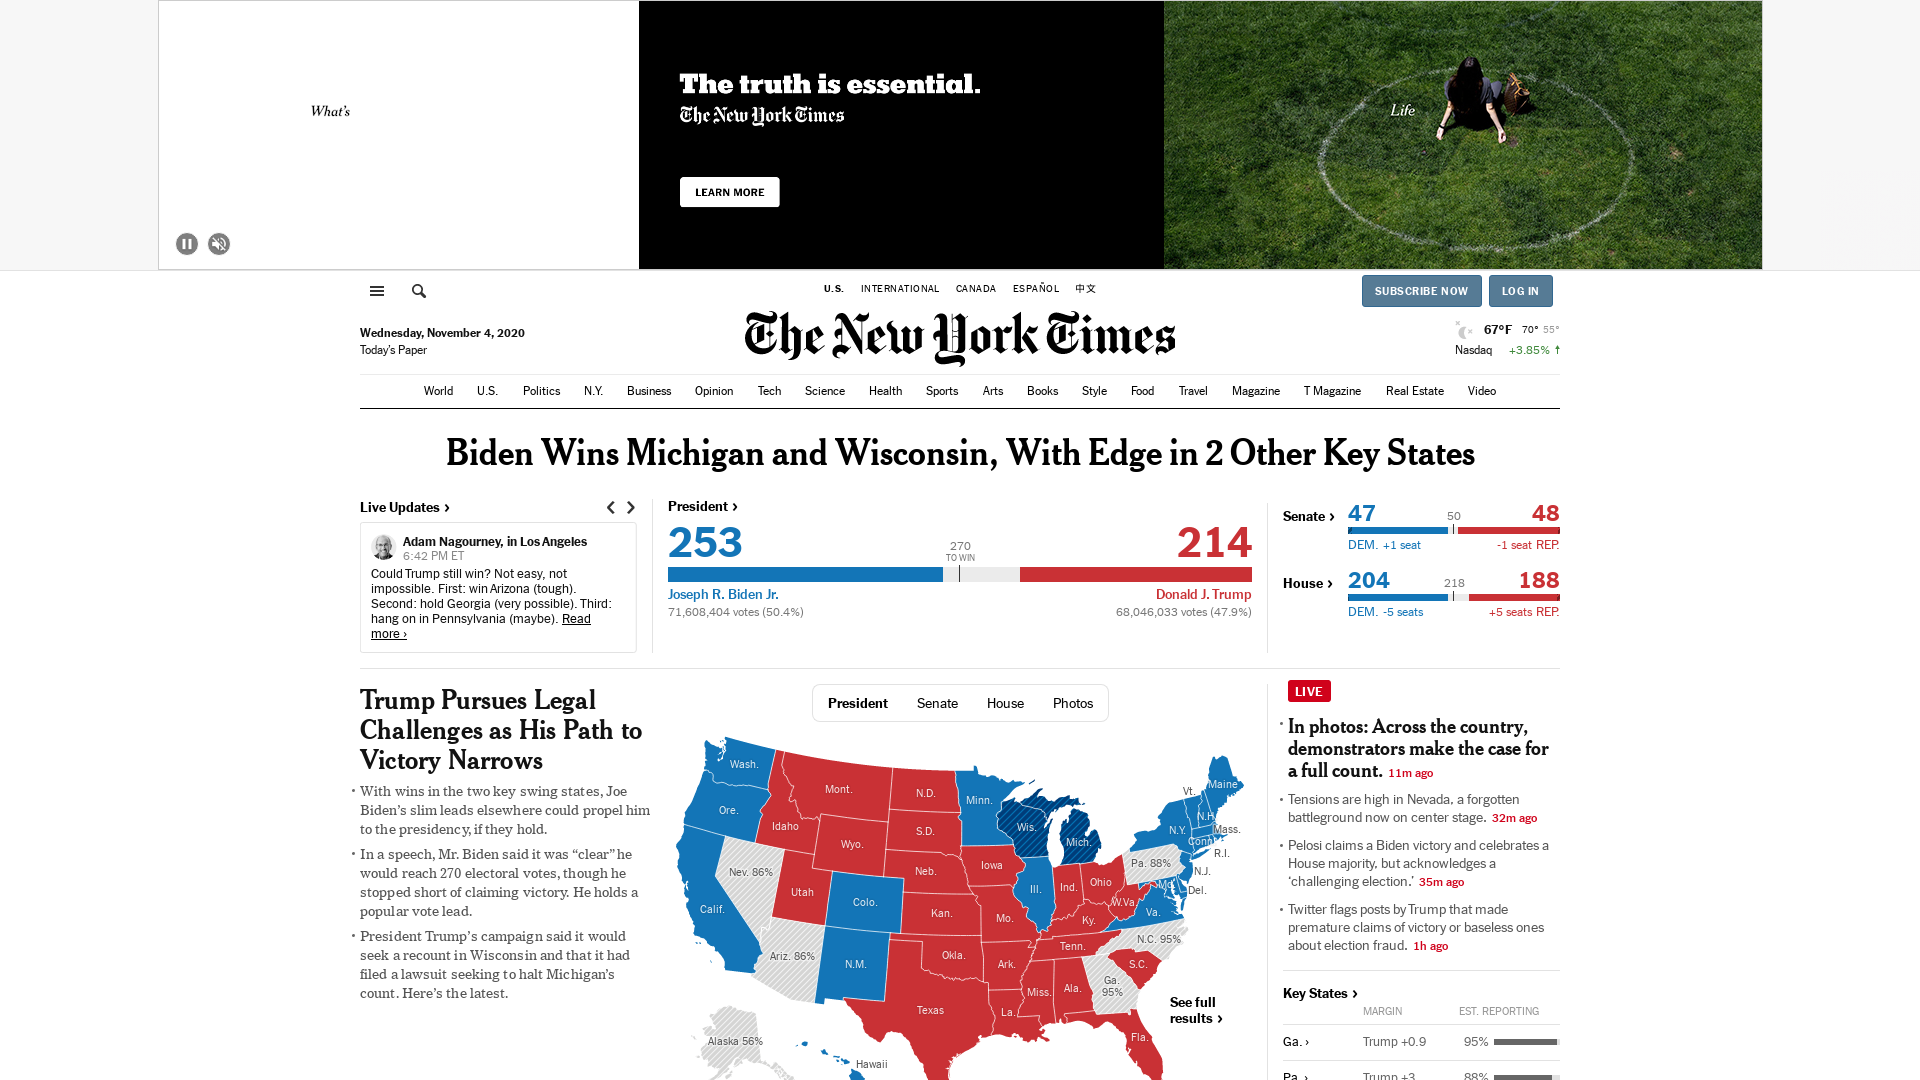 What's
The truth is essential.
The New York Times
LEARN MORE
Life
U.S. INTERNATIONAL CANADA ESPAÑOL 中文
SUBSCRIBE NOW LOG IN
Wednesday, November 4, 2020
Today's Paper
The New York Times
67°F 70° 55°
Nasdaq +3.85% ↑
World U.S. Politics N.Y. Business Opinion Tech Science Health Sports Arts Books Style Food Travel Magazine T Magazine Real Estate Video
Biden Wins Michigan and Wisconsin, With Edge in 2 Other Key States
Live Updates ›
Adam Nagourney, in Los Angeles
6:42 PM ET
Could Trump still win? Not easy, not
impossible. First: win Arizona (tough).
Second: hold Georgia (very possible). Third:
hang on in Pennsylvania (maybe). Read
more ›
President ›
253
270
TO WIN
214
Joseph R. Biden Jr.
Donald J. Trump
71,608,404 votes (50.4%)
68,046,033 votes (47.9%)
Senate ›
47 50 48
DEM. +1 seat -1 seat REP.
House ›
204 218 188
DEM. -5 seats +5 seats REP.
Trump Pursues Legal
Challenges as His Path to
Victory Narrows
• With wins in the two key swing states, Joe
Biden's slim leads elsewhere could propel him
to the presidency, if they hold.
• In a speech, Mr. Biden said it was “clear” he
would reach 270 electoral votes, though he
stopped short of claiming victory. He holds a
popular vote lead.
• President Trump's campaign said it would
seek a recount in Wisconsin and that it had
filed a lawsuit seeking to halt Michigan's
count. Here's the latest.
President Senate House Photos
Wash.
Mont.
N.D.
Minn.
Vt.
Maine
Ore.
Idaho
S.D.
Wis.
Mich.
N.Y.
N.H.
Mass.
Conn.
R.I.
Wyo.
Iowa
Pa. 88%
N.J.
Nev. 86%
Neb.
Ill.
Ind.
Ohio
Md.
Del.
Utah
Colo.
W.Va.
Va.
Calif.
Kan.
Mo.
Ky.
N.C. 95%
Ariz. 86%
N.M.
Okla.
Ark.
Tenn.
S.C.
Miss.
Ala.
Ga.
95%
Texas
La.
Fla.
Alaska 56%
Hawaii
See full
results ›
LIVE
• In photos: Across the country,
demonstrators make the case for
a full count. 11m ago
• Tensions are high in Nevada, a forgotten
battleground now on center stage. 32m ago
• Pelosi claims a Biden victory and celebrates a
House majority, but acknowledges a
‘challenging election.’ 35m ago
• Twitter flags posts by Trump that made
premature claims of victory or baseless ones
about election fraud. 1h ago
Key States ›
MARGIN EST. REPORTING
Ga. › Trump +0.9 95%
Pa. › Trump +3 88%